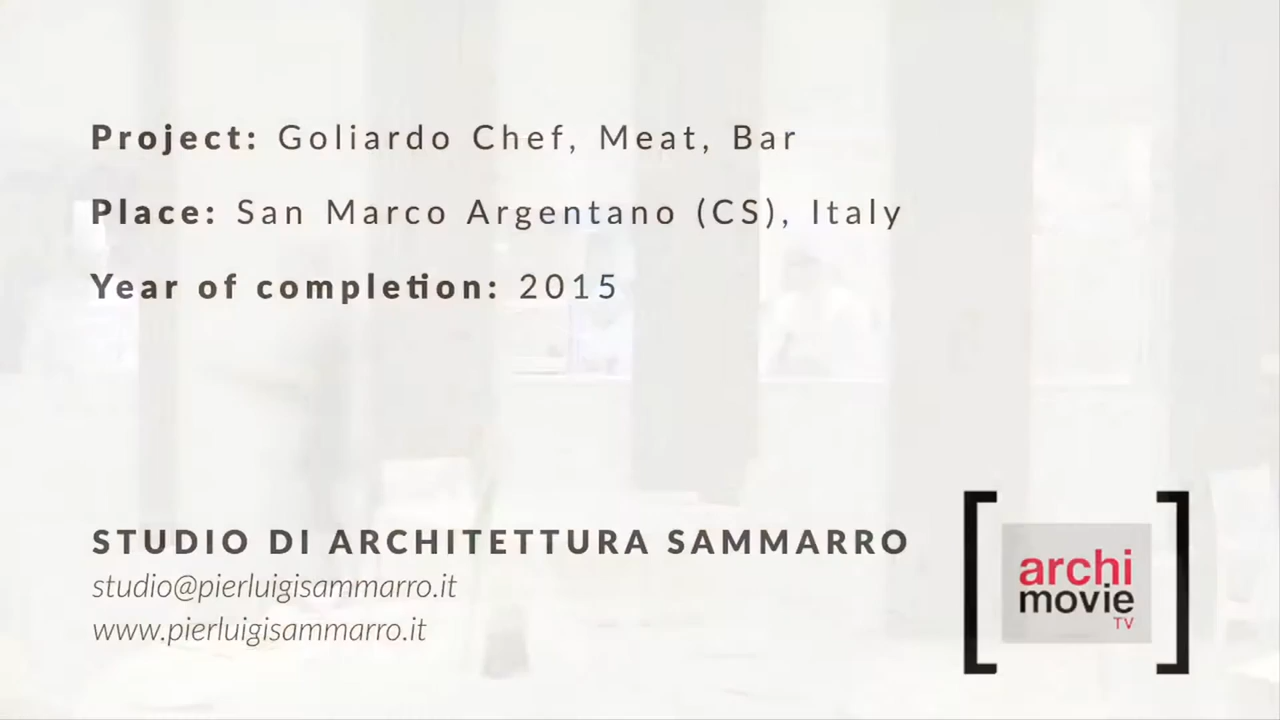 Project: Goliardo Chef, Meat, Bar
Place: San Marco Argentano (CS), Italy
Year of completion: 2015
STUDIO DI ARCHITETTURA SAMMARRO
studio@pierluigisammarro.it
www.pierluigisammarro.it
[archi
movie
TV]